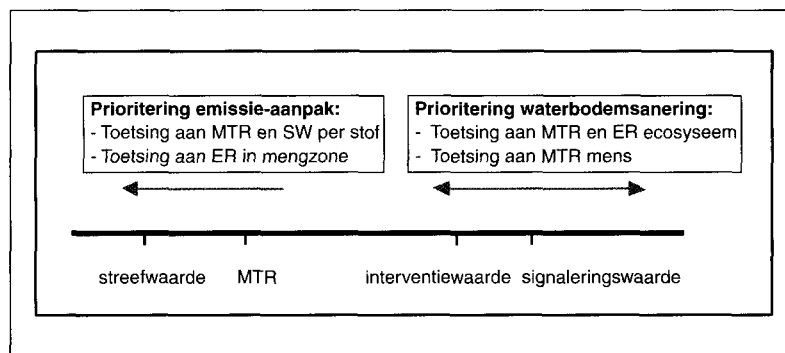 Prioritering emissie-aanpak:
- Toetsing aan MTR en SW per stof
- Toetsing aan ER in mengzone
Prioritering waterbodemsanering:
- Toetsing aan MTR en ER ecosyseem
- Toetsing aan MTR mens
streefwaarde MTR interventiewaarde signaleringswaarde